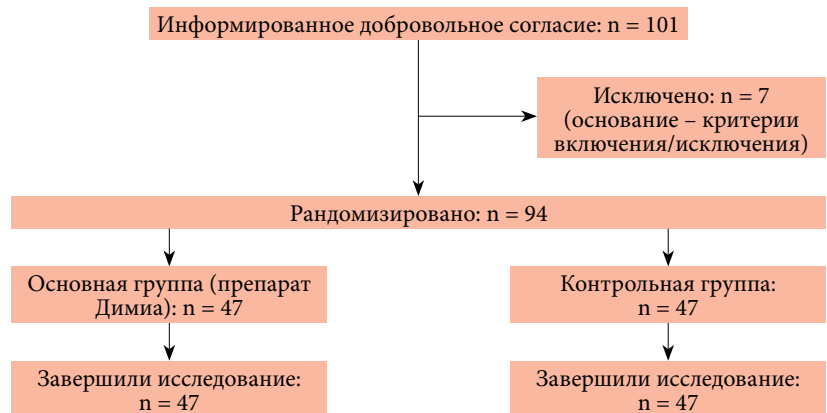 Информированное добровольное согласие: n = 101
Исключено: n = 7
(основание – критерии
включения/исключения)
Рандомизировано: n = 94
Основная группа (препарат
Димиа): n = 47
Контрольная группа:
n = 47
Завершили исследование:
n = 47
Завершили исследование:
n = 47